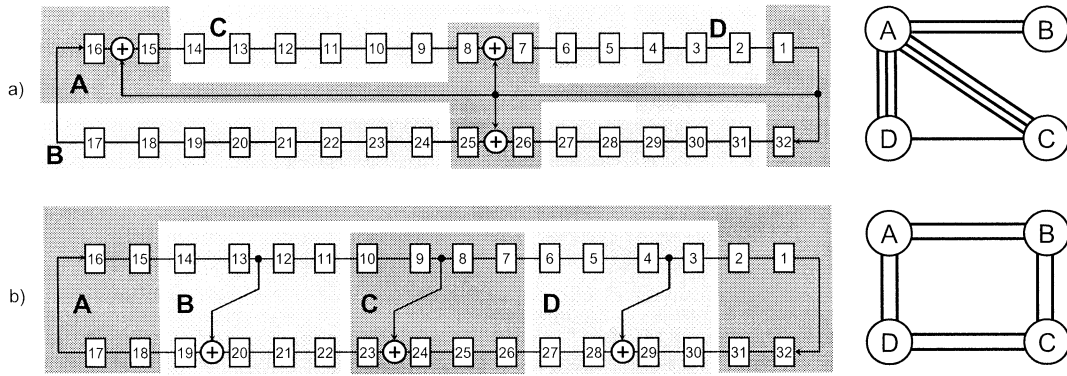 C D
16 + 15 14 13 12 11 10 9 8 + 7 6 5 4 3 2 1
A
a)
17 18 19 20 21 22 23 24 25 + 26 27 28 29 30 31 32
B
A B
D C
16 15 14 13 12 11 10 9 8 7 6 5 4 3 2 1
b)
A B C D
17 18 19 + 20 21 22 23 + 24 25 26 27 28 + 29 30 31 32
A B
D C